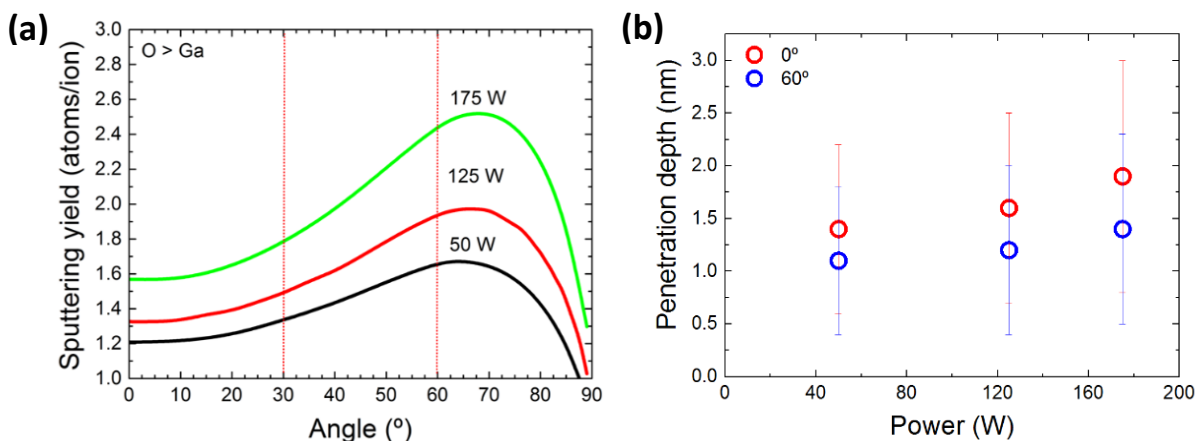 (a)
O > Ga
175 W
125 W
50 W
Sputtering yield (atoms/ion)
3.0
2.8
2.6
2.4
2.2
2.0
1.8
1.6
1.4
1.2
1.0
0 10 20 30 40 50 60 70 80 90
Angle (º)
(b)
0º
60º
Penetration depth (nm)
3.0
2.5
2.0
1.5
1.0
0.5
0.0
0 40 80 120 160 200
Power (W)